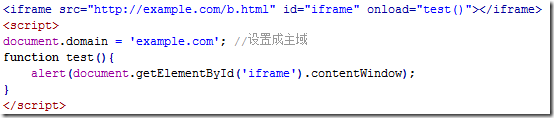 <iframe src="http://example.com/b.html" id="iframe" onload="test()"></iframe>
<script>
document.domain = 'example.com'; //设置成主域
function test(){
    alert(document.getElementById('iframe').contentWindow);
}
</script>